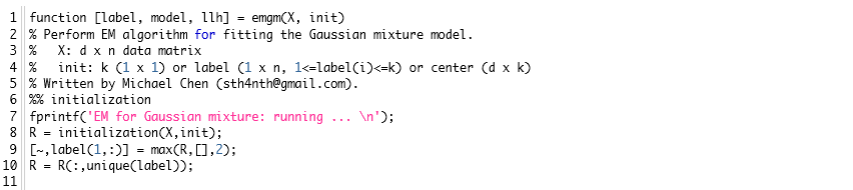 1 function [label, model, llh] = emgm(X, init)
2 % Perform EM algorithm for fitting the Gaussian mixture model.
3 %   X: d x n data matrix
4 %   init: k (1 x 1) or label (1 x n, 1<=label(i)<=k) or center (d x k)
5 % Written by Michael Chen (sth4nth@gmail.com).
6 %% initialization
7 fprintf('EM for Gaussian mixture: running ... \n');
8 R = initialization(X,init);
9 [~,label(1,:)] = max(R,[],2);
10 R = R(:,unique(label));
11